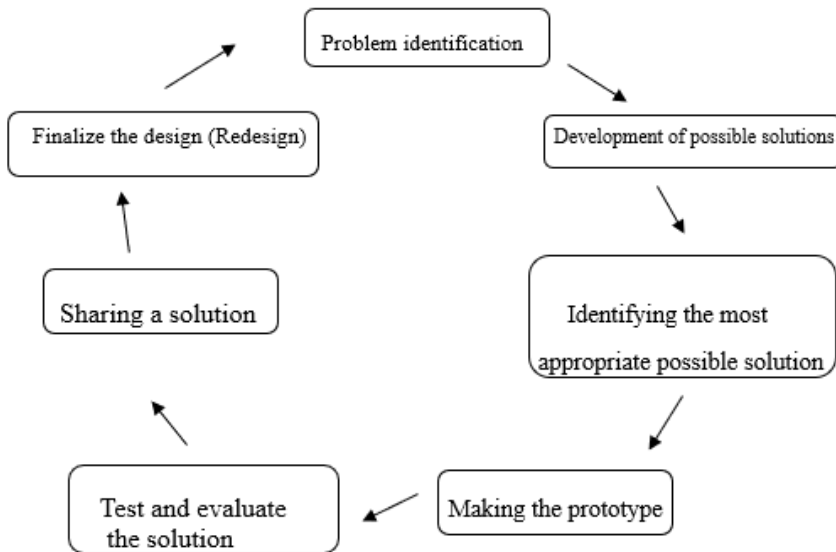 Problem identification
Development of possible solutions
Identifying the most
appropriate possible solution
Making the prototype
Test and evaluate
the solution
Sharing a solution
Finalize the design (Redesign)